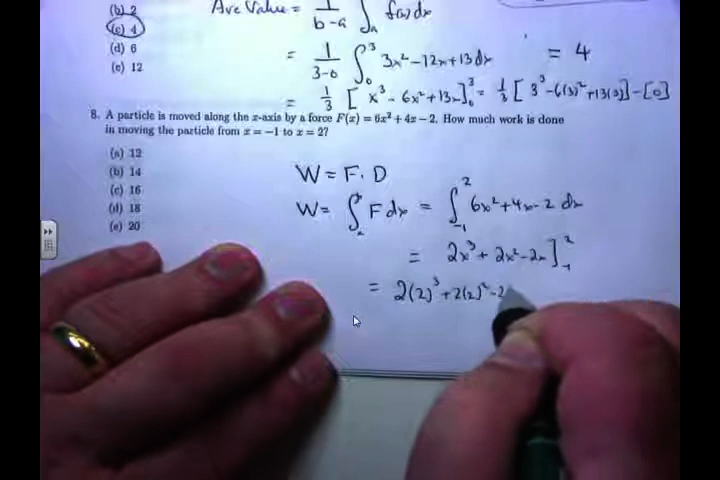 (b) 2
(c) 4
(d) 6
(e) 12
Ave Value = 1/(b-a) ∫_a f(x)dx
= 1/(3-0) ∫_0^3 3x² -12x+13 dx = 4
= 1/3 [ x³ - 6x² + 13x ]_0^3 = 1/3 [ 3³ - 6(3)² + 13(3)] - [0]
8. A particle is moved along the x-axis by a force F(x) = 6x² + 4x − 2. How much work is done
in moving the particle from x = −1 to x = 2?
(a) 12
(b) 14
(c) 16
(d) 18
(e) 20
W = F · D
W = ∫_a^b F dx = ∫_-1^2 6x² + 4x - 2 dx
= 2x³ + 2x² - 2x ]_-1^2
= 2(2)³ + 2(2)² - 2